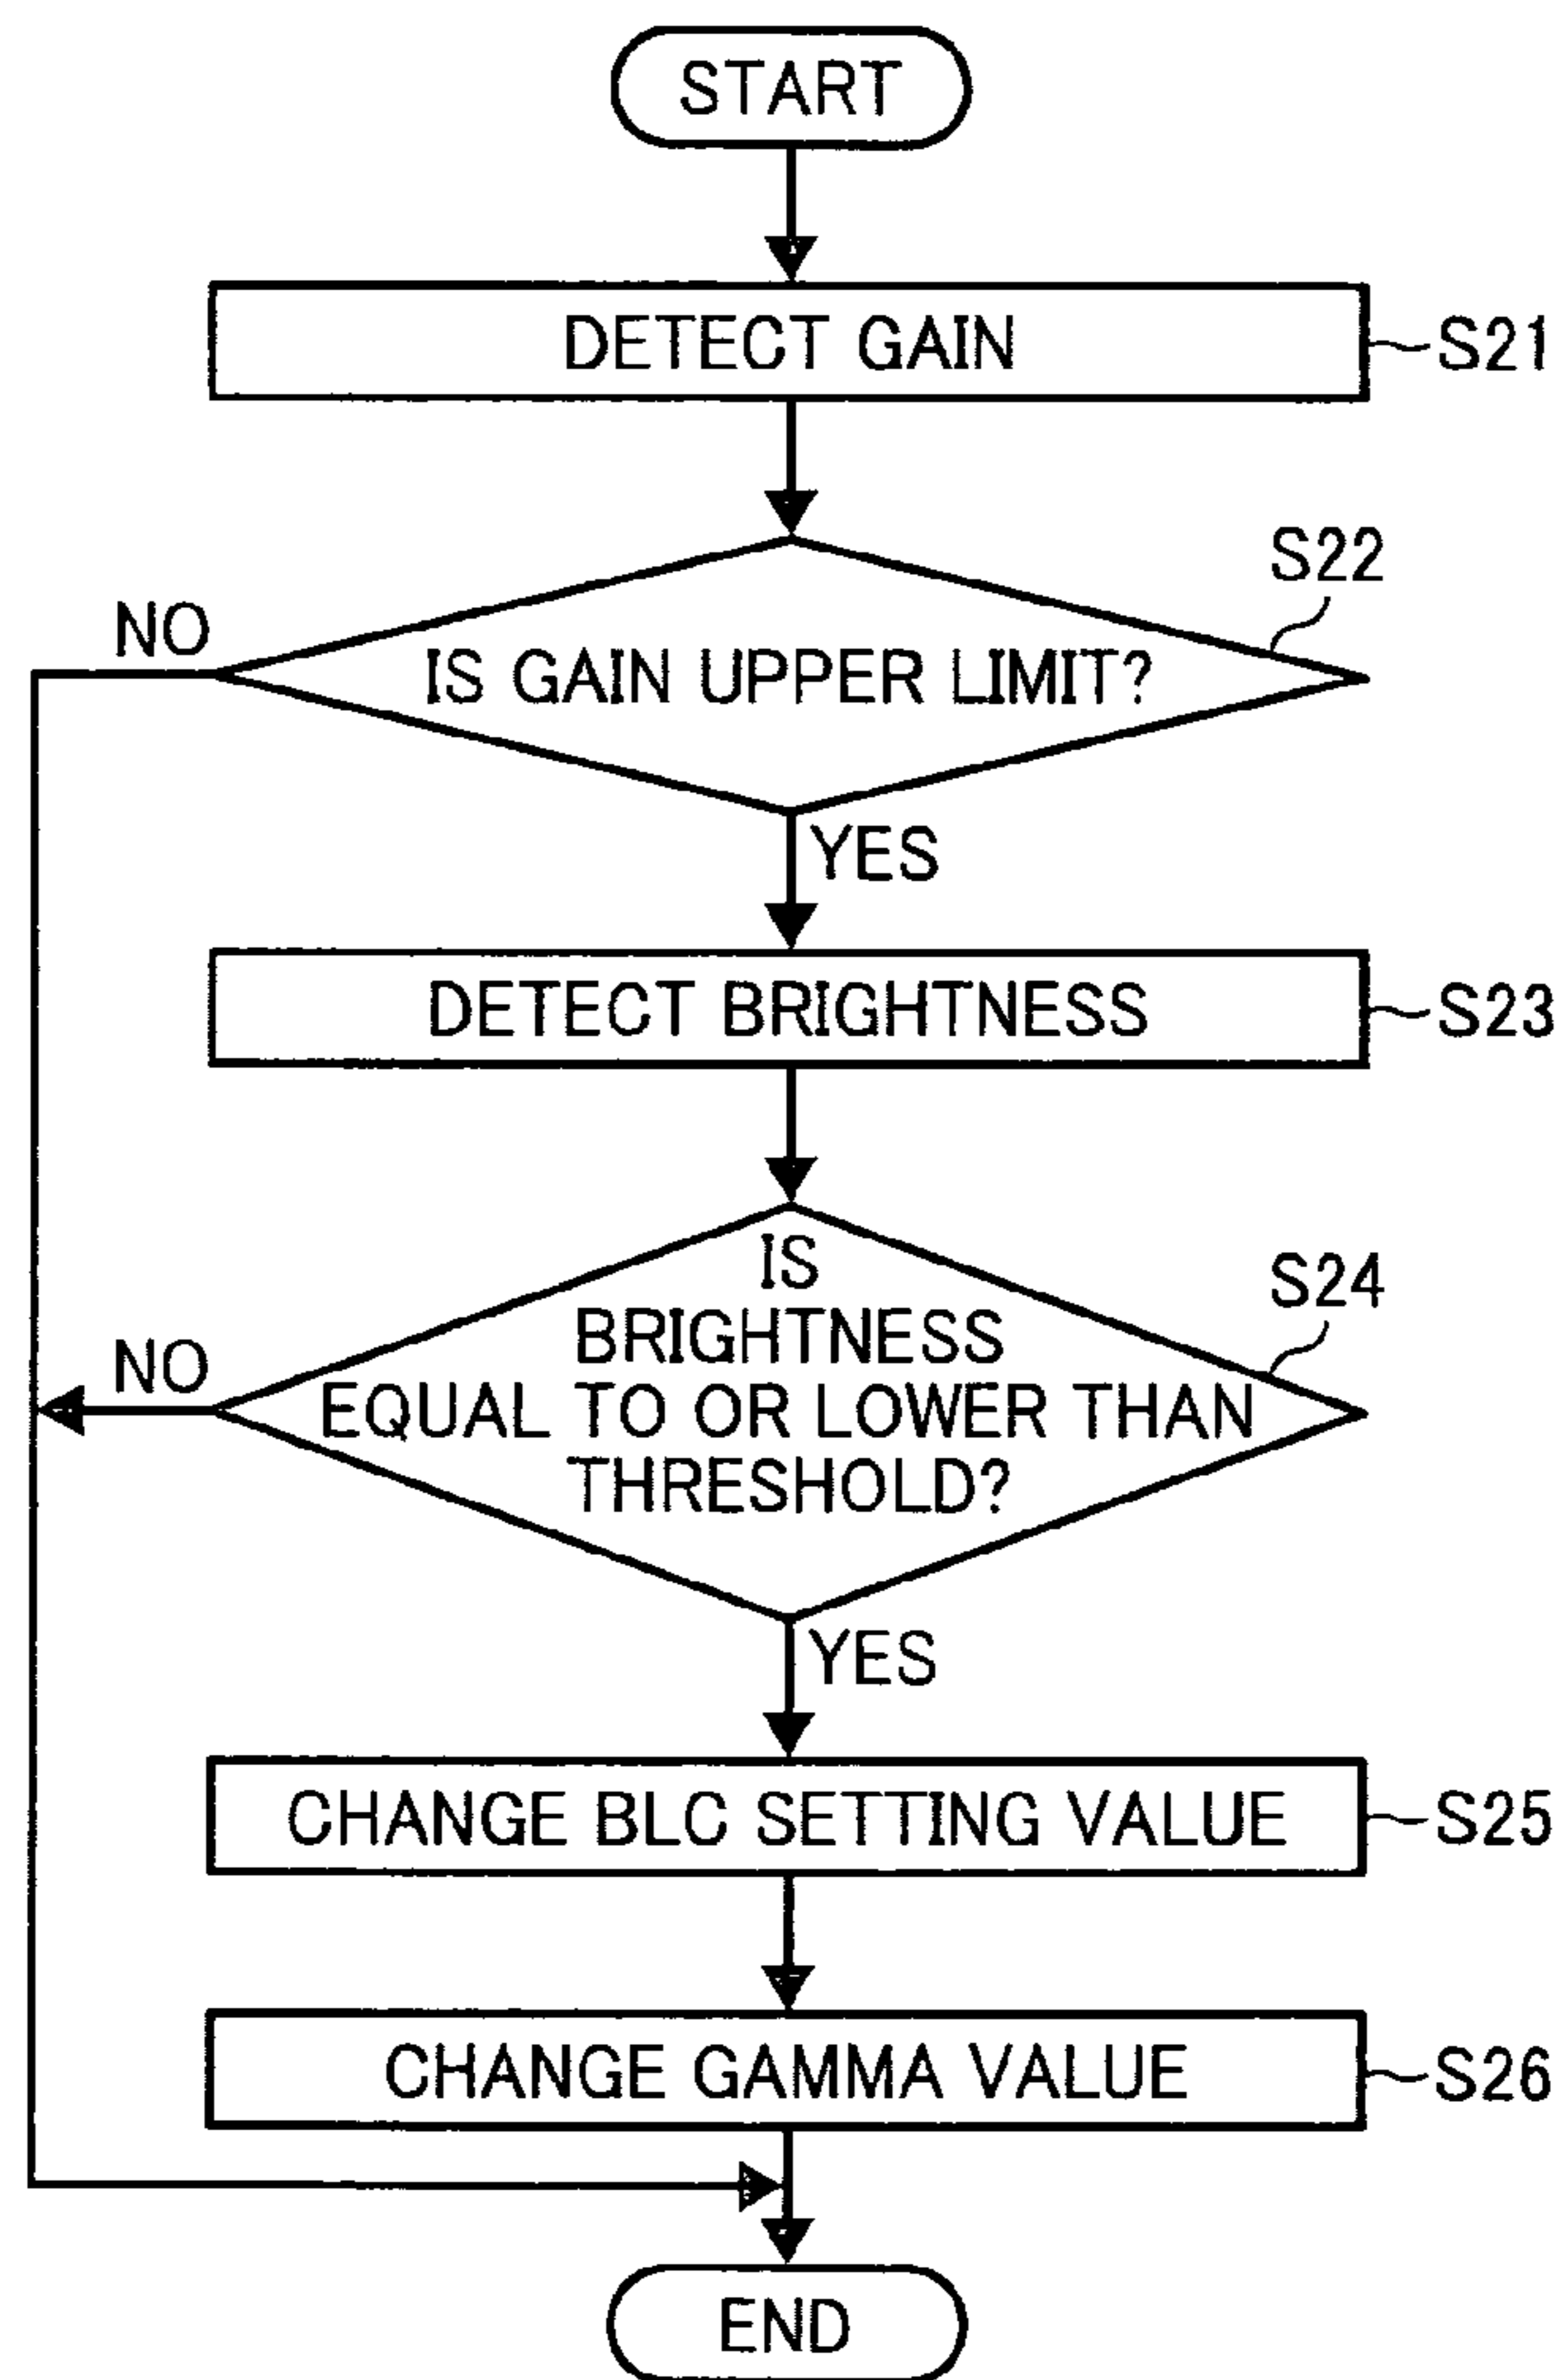 START
DETECT GAIN
S21
S22
NO
IS GAIN UPPER LIMIT?
YES
DETECT BRIGHTNESS
S23
IS
S24
BRIGHTNESS
NO
EQUAL TO OR LOWER THAN
THRESHOLD?
YES
CHANGE BLC SETTING VALUE
S25
CHANGE GAMMA VALUE
S26
END